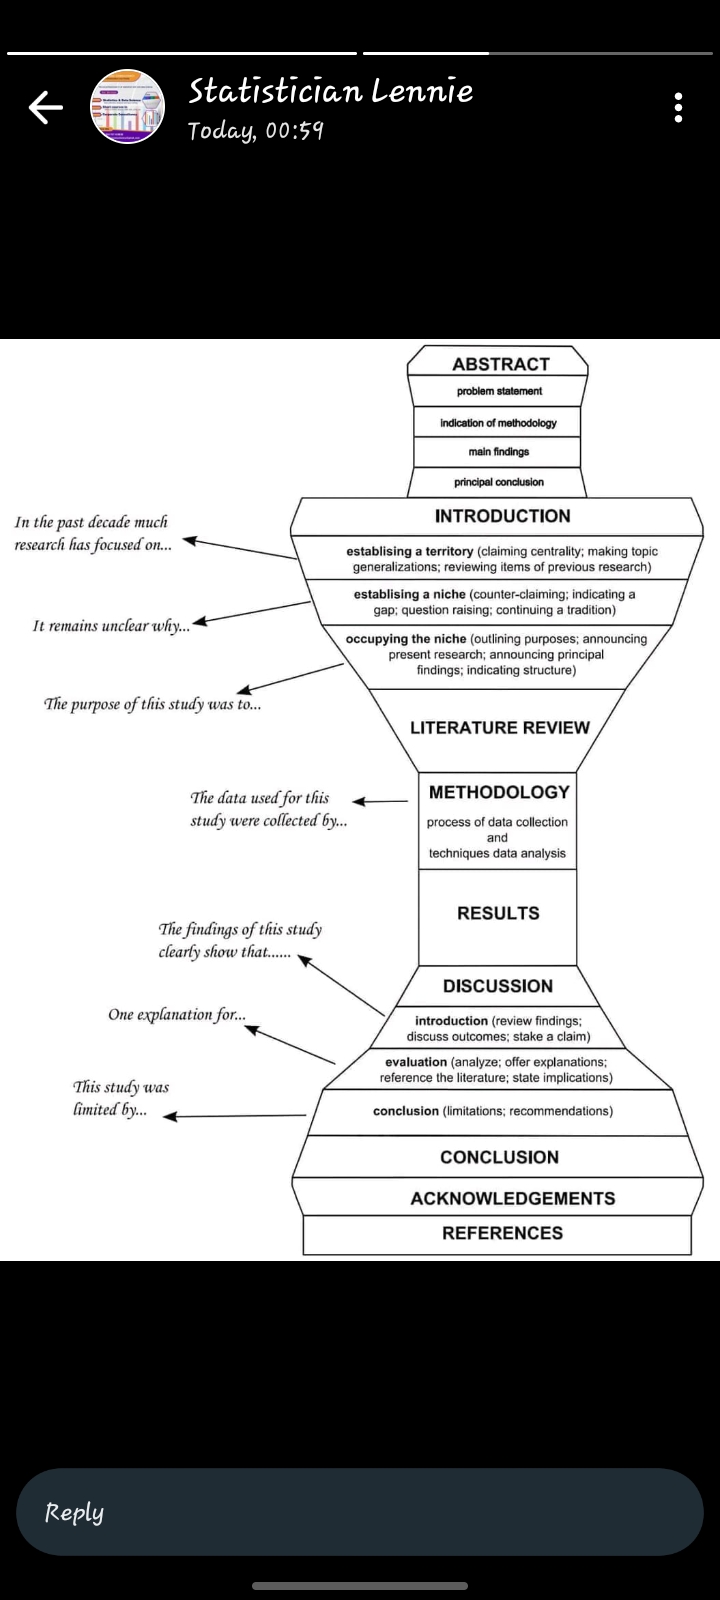 Statistician Lennie
Today, 00:59
ABSTRACT
problem statement
indication of methodology
main findings
principal conclusion
INTRODUCTION
In the past decade much
research has focused on...
establising a territory (claiming centrality; making topic
generalizations; reviewing items of previous research)
establising a niche (counter-claiming; indicating a
gap; question raising; continuing a tradition)
It remains unclear why...
occupying the niche (outlining purposes; announcing
present research; announcing principal
findings; indicating structure)
The purpose of this study was to...
LITERATURE REVIEW
METHODOLOGY
The data used for this
study were collected by...
process of data collection
and
techniques data analysis
RESULTS
The findings of this study
clearly show that......
DISCUSSION
introduction (review findings;
discuss outcomes; stake a claim)
One explanation for...
evaluation (analyze; offer explanations;
reference the literature; state implications)
This study was
limited by...
conclusion (limitations; recommendations)
CONCLUSION
ACKNOWLEDGEMENTS
REFERENCES
Reply